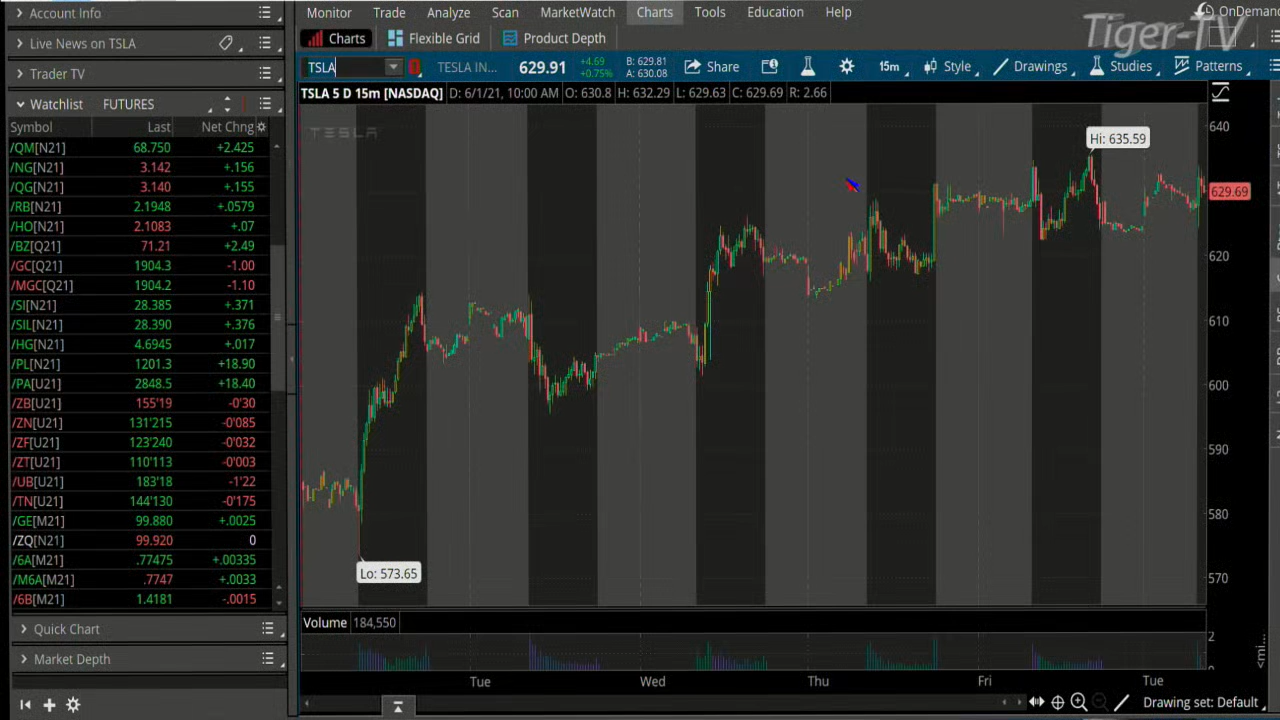 Account Info
Live News on TSLA
Trader TV
Watchlist FUTURES
Symbol Last Net Chng
/QM[N21] 68.750 +2.425
/NG[N21] 3.142 +.156
/QG[N21] 3.140 +.155
/RB[N21] 2.1948 +.0579
/HO[N21] 2.1083 +.07
/BZ[Q21] 71.21 +2.49
/GC[Q21] 1904.3 -1.00
/MGC[Q21] 1904.2 -1.10
/SI[N21] 28.385 +.371
/SIL[N21] 28.390 +.376
/HG[N21] 4.6945 +.017
/PL[N21] 1201.3 +18.90
/PA[U21] 2848.5 +18.40
/ZB[U21] 155'19 -0'30
/ZN[U21] 131'215 -0'085
/ZF[U21] 123'240 -0'032
/ZT[U21] 110'113 -0'003
/UB[U21] 183'18 -1'22
/TN[U21] 144'130 -0'175
/GE[M21] 99.880 +.0025
/ZQ[N21] 99.920 0
/6A[M21] .77475 +.00335
/M6A[M21] .7747 +.0033
/6B[M21] 1.4181 -.0015
Quick Chart
Market Depth
Monitor Trade Analyze Scan MarketWatch Charts Tools Education Help
OnDemand
Tiger-TV
Charts Flexible Grid Product Depth
TSLA TESLA IN... 629.91 +4.69 +0.75% B: 629.81 A: 630.08 Share 15m Style Drawings Studies Patterns
TSLA 5 D 15m [NASDAQ] D: 6/1/21, 10:00 AM O: 630.8 H: 632.29 L: 629.63 C: 629.69 R: 2.66
TESLA
Hi: 635.59
640
629.69
620
610
600
590
580
570
Lo: 573.65
Volume 184,550
2
0
<mi...
Tue Wed Thu Fri Tue
Drawing set: Default